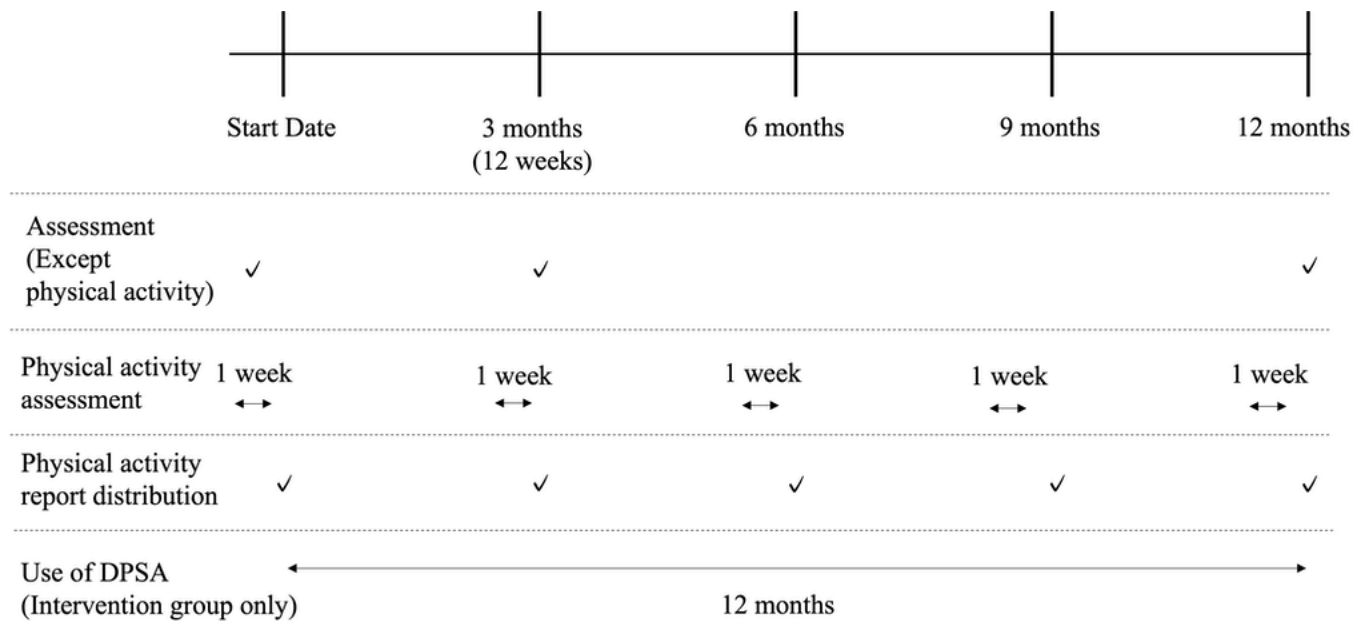 Start Date
3 months
(12 weeks)
6 months
9 months
12 months
Assessment
(Except
physical activity)
✓ ✓ ✓
Physical activity
assessment
1 week 1 week 1 week 1 week 1 week
Physical activity
report distribution
✓ ✓ ✓ ✓ ✓
Use of DPSA
(Intervention group only)
12 months